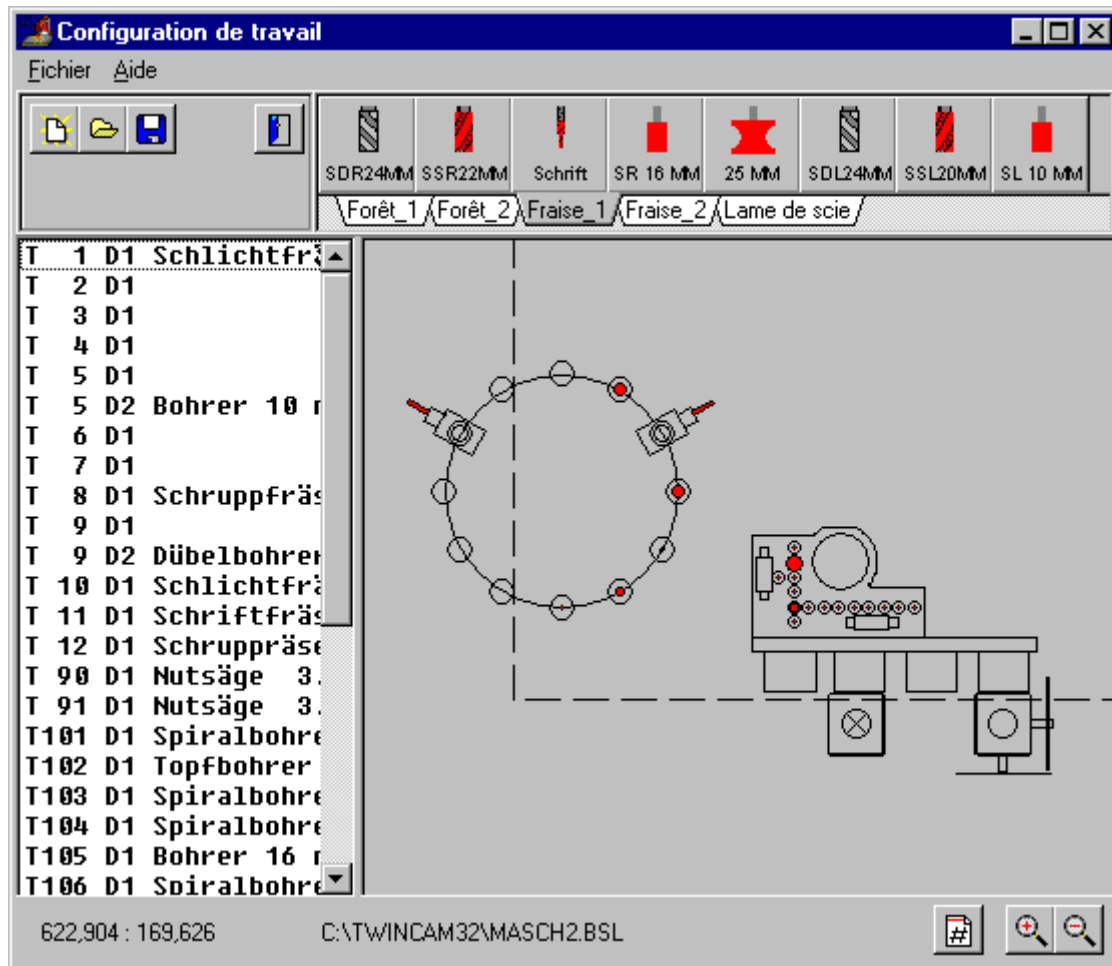 Configuration de travail
Fichier Aide
SDR24MM SSR22MM Schrift SR 16 MM 25 MM SDL24MM SSL20MM SL 10 MM
Forêt_1 Forêt_2 Fraise_1 Fraise_2 Lame de scie
T 1 D1 Schlichtfrä
T 2 D1
T 3 D1
T 4 D1
T 5 D1
T 5 D2 Bohrer 10
T 6 D1
T 7 D1
T 8 D1 Schruppfräs
T 9 D1
T 9 D2 Dübelbohrer
T 10 D1 Schlichtfrä
T 11 D1 Schriftfräs
T 12 D1 Schruppräse
T 90 D1 Nutsäge 3.
T 91 D1 Nutsäge 3.
T101 D1 Spiralbohre
T102 D1 Topfbohrer
T103 D1 Spiralbohre
T104 D1 Spiralbohre
T105 D1 Bohrer 16
T106 D1 Spiralbohre
622,904 : 169,626 C:\TWINCAM32\MASCH2.BSL